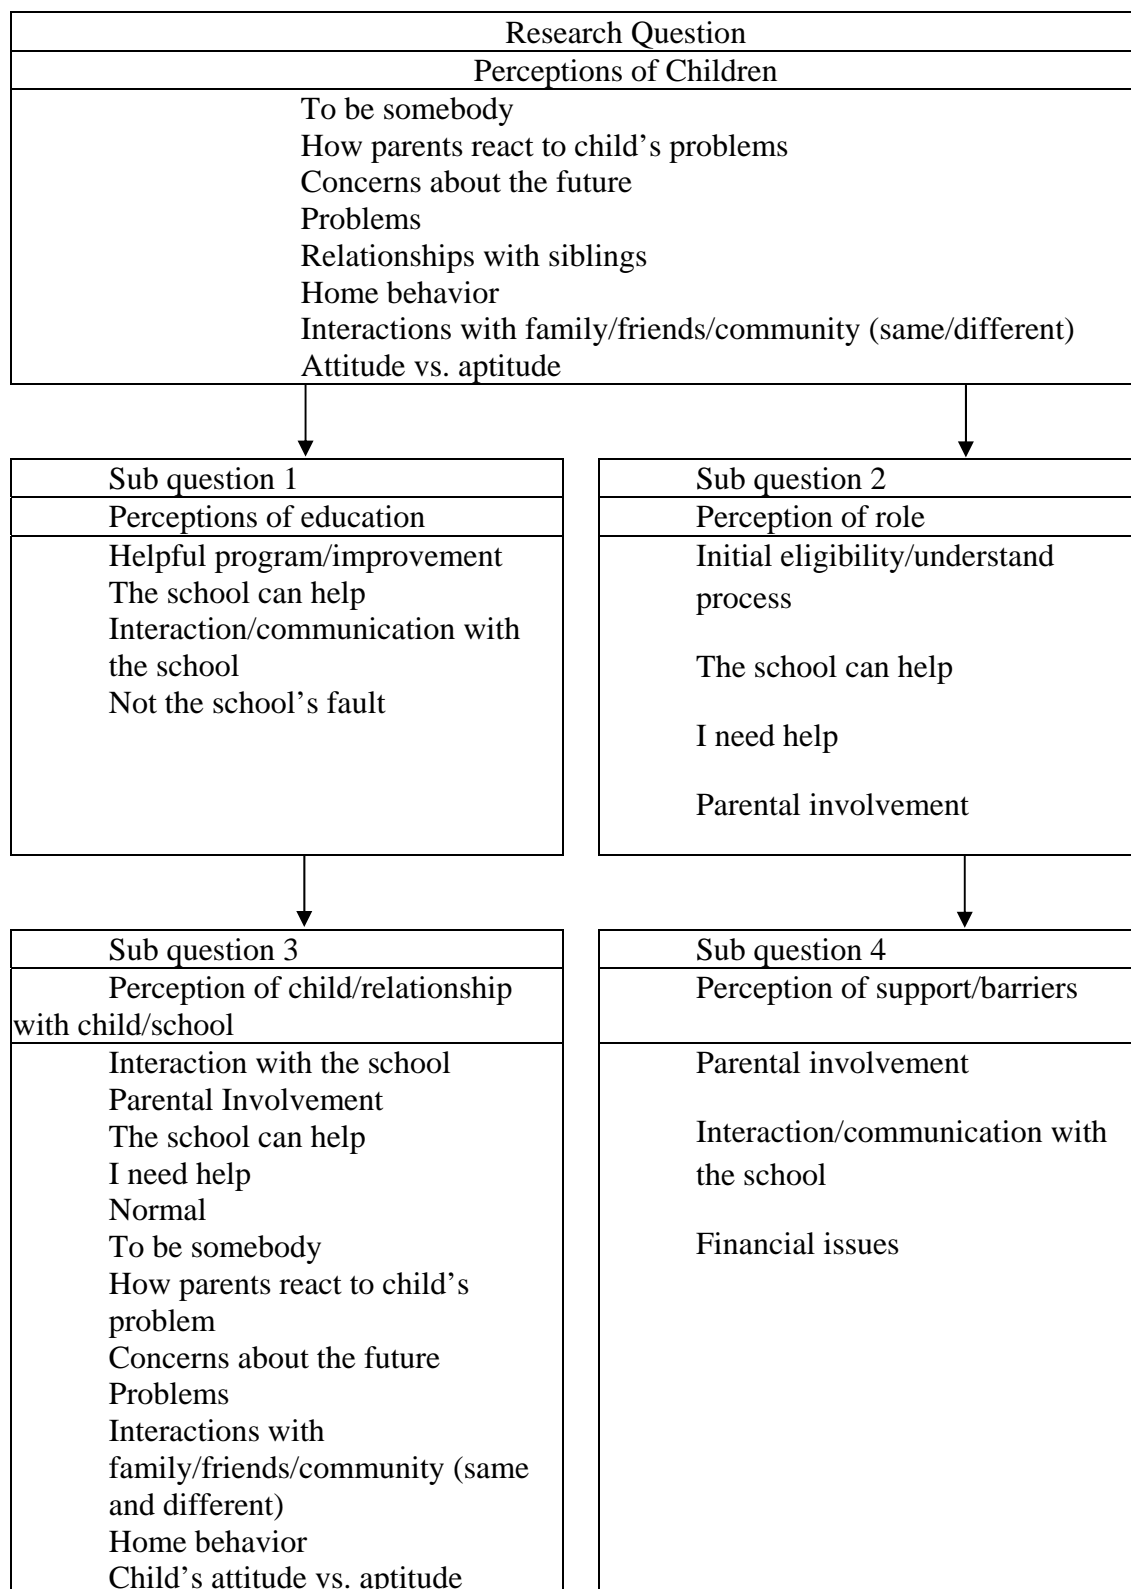 Research Question
Perceptions of Children
To be somebody
How parents react to child’s problems
Concerns about the future
Problems
Relationships with siblings
Home behavior
Interactions with family/friends/community (same/different)
Attitude vs. aptitude
Sub question 1
Perceptions of education
Helpful program/improvement
The school can help
Interaction/communication with
the school
Not the school’s fault
Sub question 2
Perception of role
Initial eligibility/understand
process
The school can help
I need help
Parental involvement
Sub question 3
Perception of child/relationship
with child/school
Interaction with the school
Parental Involvement
The school can help
I need help
Normal
To be somebody
How parents react to child’s
problem
Concerns about the future
Problems
Interactions with
family/friends/community (same
and different)
Home behavior
Child’s attitude vs. aptitude
Sub question 4
Perception of support/barriers
Parental involvement
Interaction/communication with
the school
Financial issues